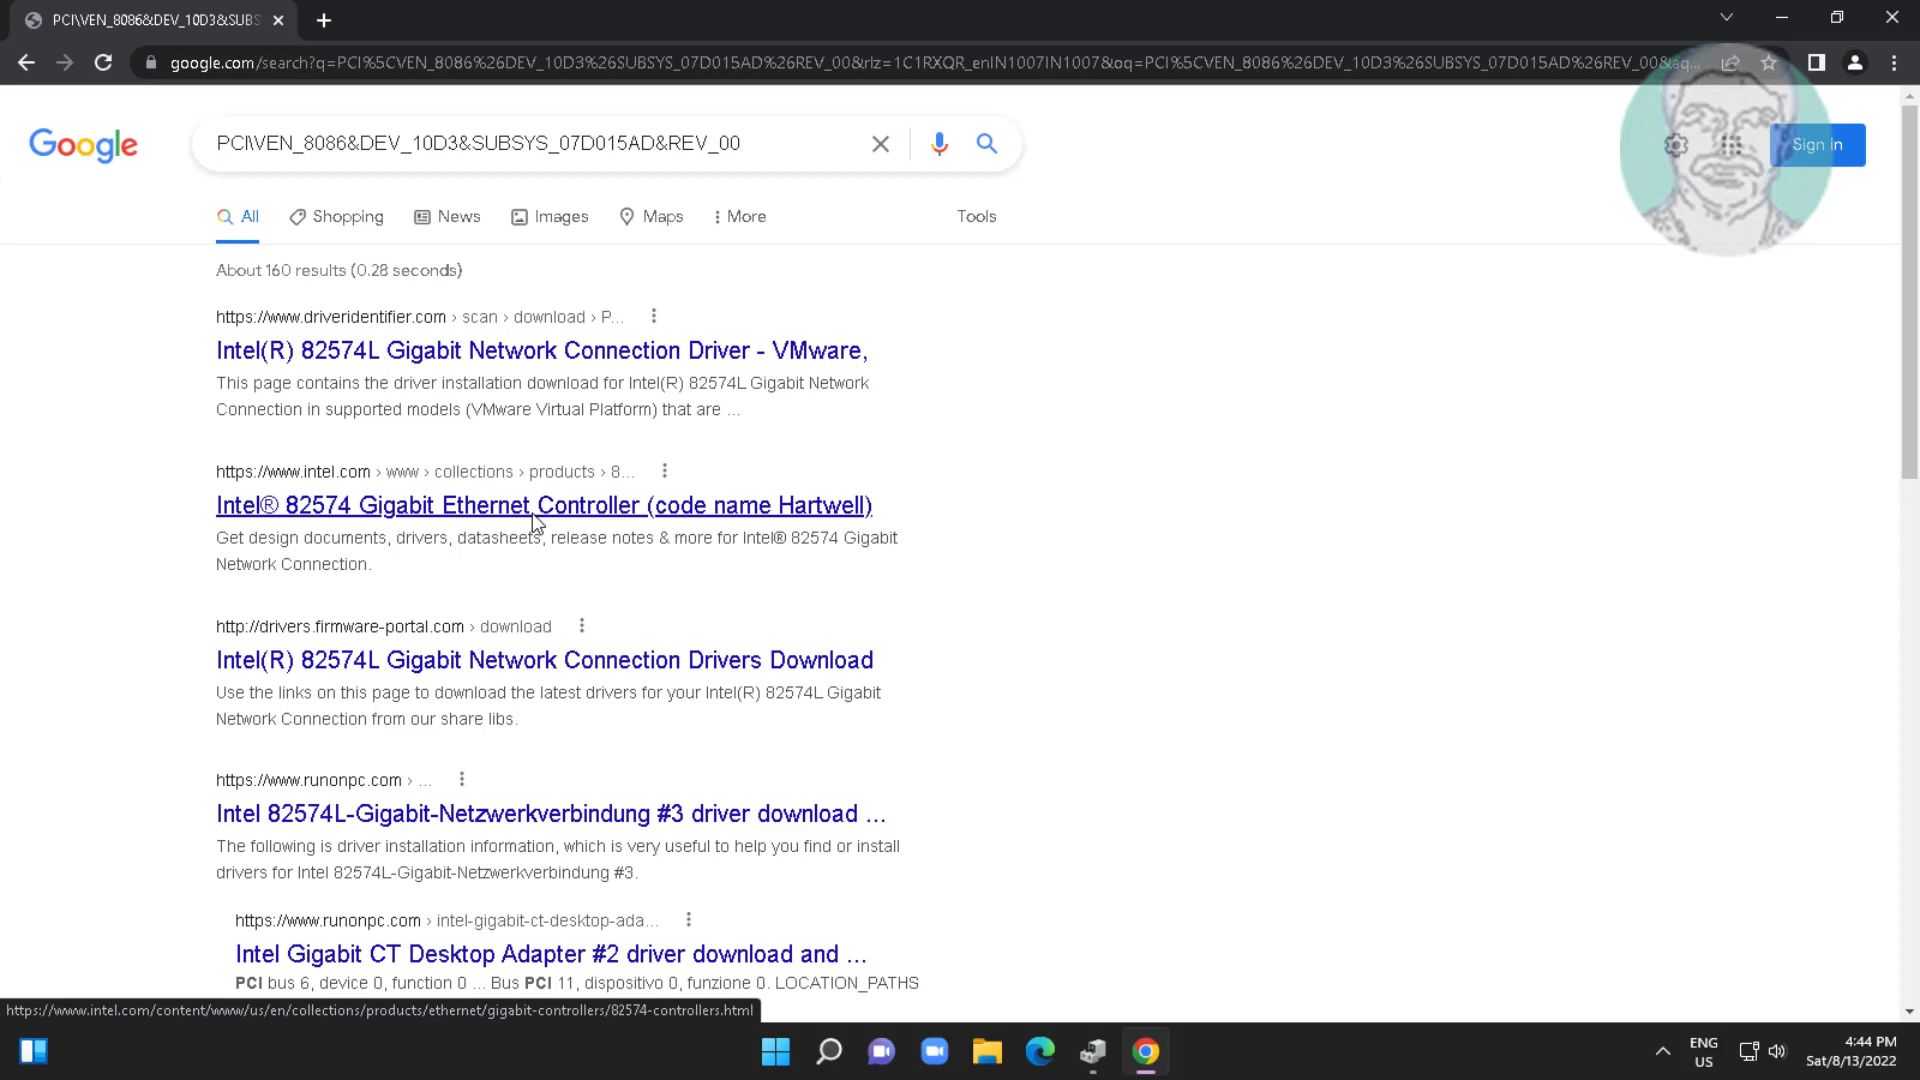 PCI\VEN_8086&DEV_10D3&SUBS
google.com/search?q=PCI%5CVEN_8086%26DEV_10D3%26SUBSYS_07D015AD%26REV_00&rlz=1C1RXQR_enIN1007IN1007&oq=PCI%5CVEN_8086%26DEV_10D3%26SUBSYS_07D015AD%26REV_00&aq...
Google
PCI\VEN_8086&DEV_10D3&SUBSYS_07D015AD&REV_00
Sign in
All Shopping News Images Maps More Tools
About 160 results (0.28 seconds)
https://www.driveridentifier.com › scan › download › P...
Intel(R) 82574L Gigabit Network Connection Driver - VMware,
This page contains the driver installation download for Intel(R) 82574L Gigabit Network
Connection in supported models (VMware Virtual Platform) that are ...
https://www.intel.com › www › collections › products › 8...
Intel® 82574 Gigabit Ethernet Controller (code name Hartwell)
Get design documents, drivers, datasheets, release notes & more for Intel® 82574 Gigabit
Network Connection.
http://drivers.firmware-portal.com › download
Intel(R) 82574L Gigabit Network Connection Drivers Download
Use the links on this page to download the latest drivers for your Intel(R) 82574L Gigabit
Network Connection from our share libs.
https://www.runonpc.com › ...
Intel 82574L-Gigabit-Netzwerkverbindung #3 driver download ...
The following is driver installation information, which is very useful to help you find or install
drivers for Intel 82574L-Gigabit-Netzwerkverbindung #3.
https://www.runonpc.com › intel-gigabit-ct-desktop-ada...
Intel Gigabit CT Desktop Adapter #2 driver download and ...
PCI bus 6, device 0, function 0 ... Bus PCI 11, dispositivo 0, funzione 0. LOCATION_PATHS
https://www.intel.com/content/www/us/en/collections/products/ethernet/gigabit-controllers/82574-controllers.html
ENG
US
4:44 PM
Sat/8/13/2022